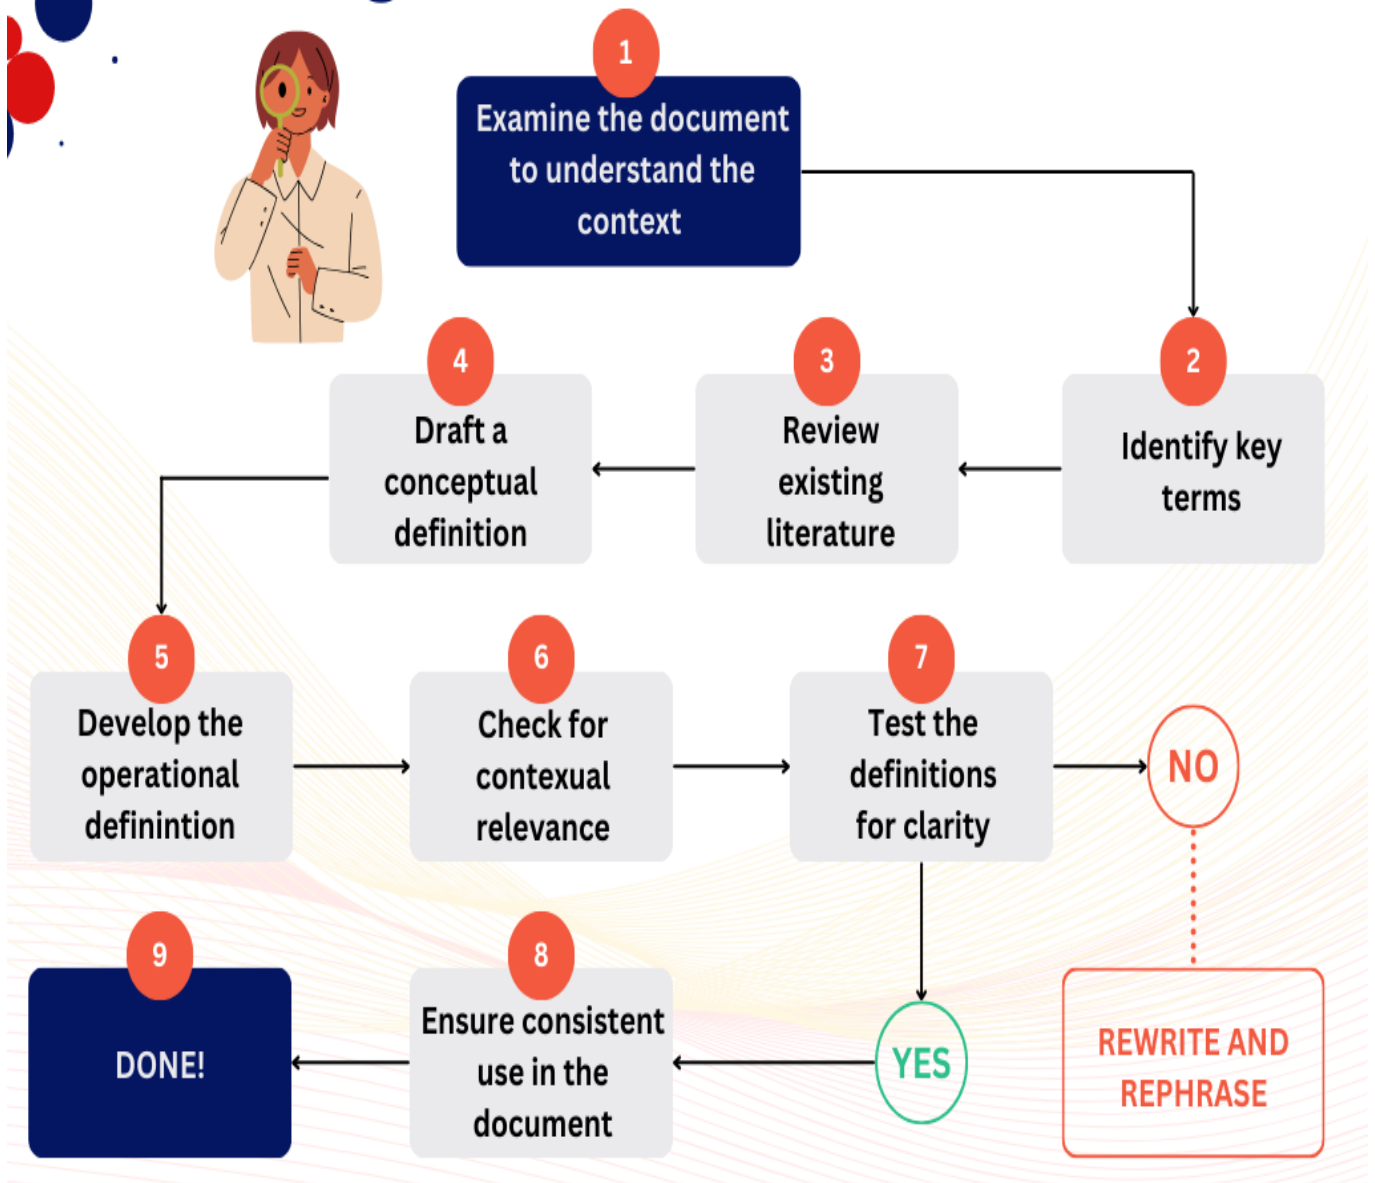 1
Examine the document
to understand the
context
2
Identify key
terms
3
Review
existing
literature
4
Draft a
conceptual
definition
5
Develop the
operational
definintion
6
Check for
contexual
relevance
7
Test the
definitions
for clarity
NO
REWRITE AND
REPHRASE
YES
8
Ensure consistent
use in the
document
9
DONE!